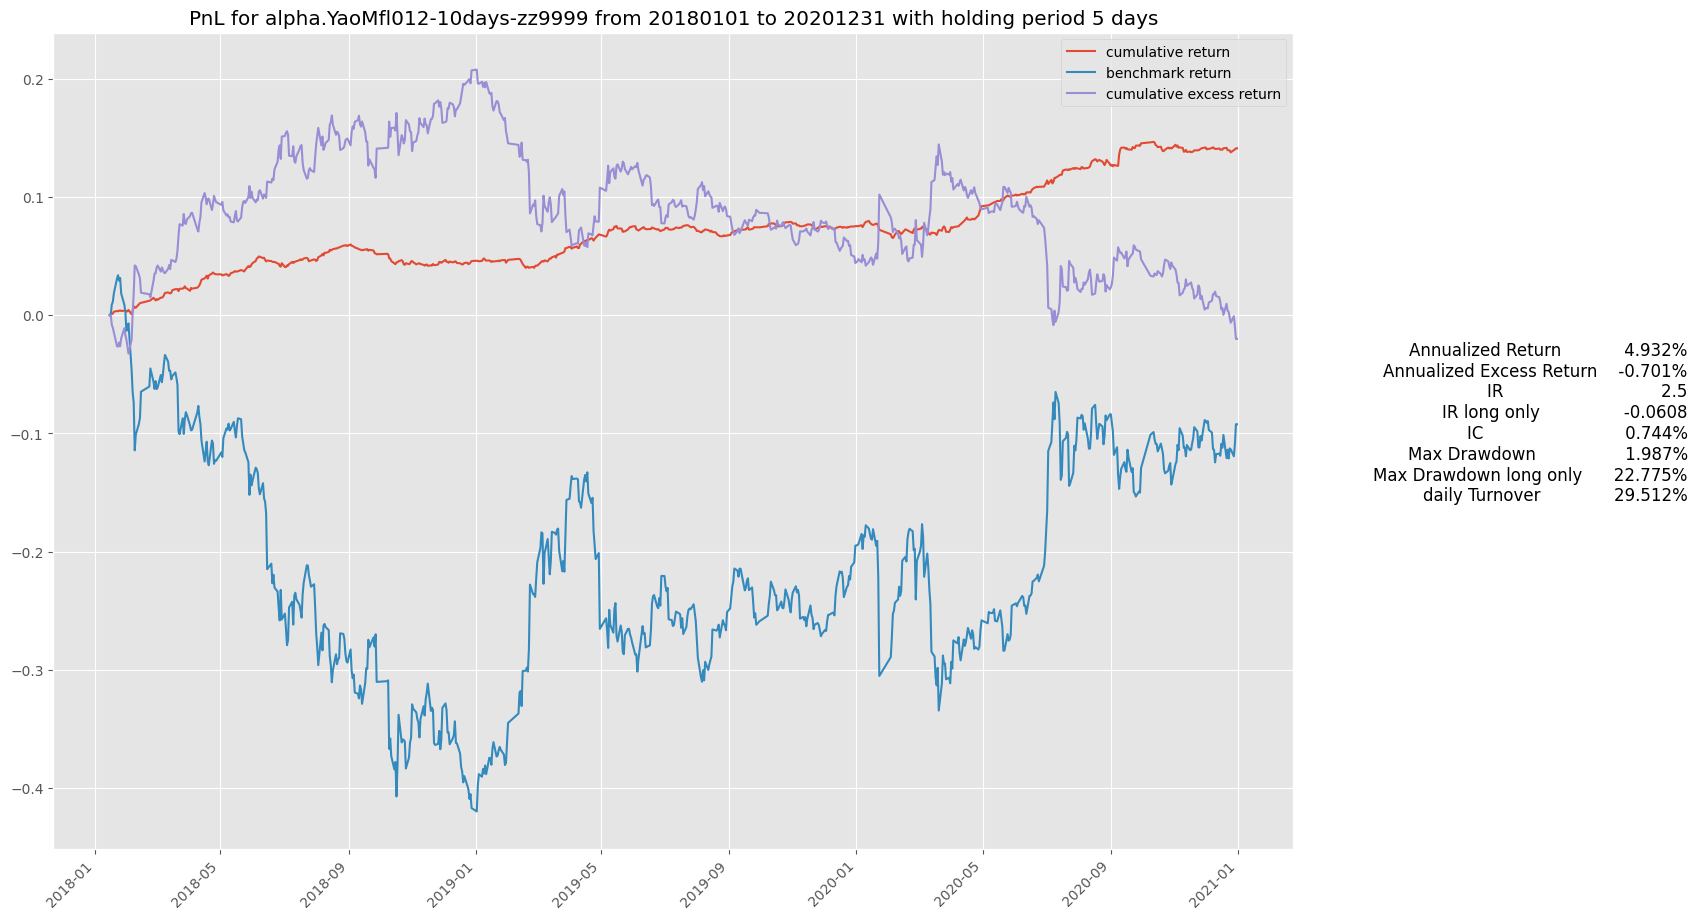 PnL for alpha.YaoMfl012-10days-zz9999 from 20180101 to 20201231 with holding period 5 days
cumulative return
benchmark return
cumulative excess return
0.2
0.1
0.0
−0.1
−0.2
−0.3
−0.4
2018-01
2018-05
2018-09
2019-01
2019-05
2019-09
2020-01
2020-05
2020-09
2021-01
Annualized Return 4.932%
Annualized Excess Return -0.701%
IR 2.5
IR long only -0.0608
IC 0.744%
Max Drawdown 1.987%
Max Drawdown long only 22.775%
daily Turnover 29.512%